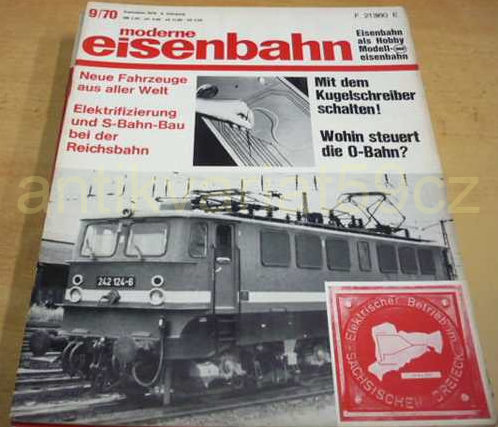 9/70
F 21380 E
moderne
eisenbahn
Eisenbahn
als Hobby
Modell-
eisenbahn
Neue Fahrzeuge
aus aller Welt
Elektrifizierung
und S-Bahn-Bau
bei der
Reichsbahn
Mit dem
Kugelschreiber
schalten!
Wohin steuert
die O-Bahn?
242 124-6
Elektrischer Betrieb im
SÄCHSISCHEN DREIECK